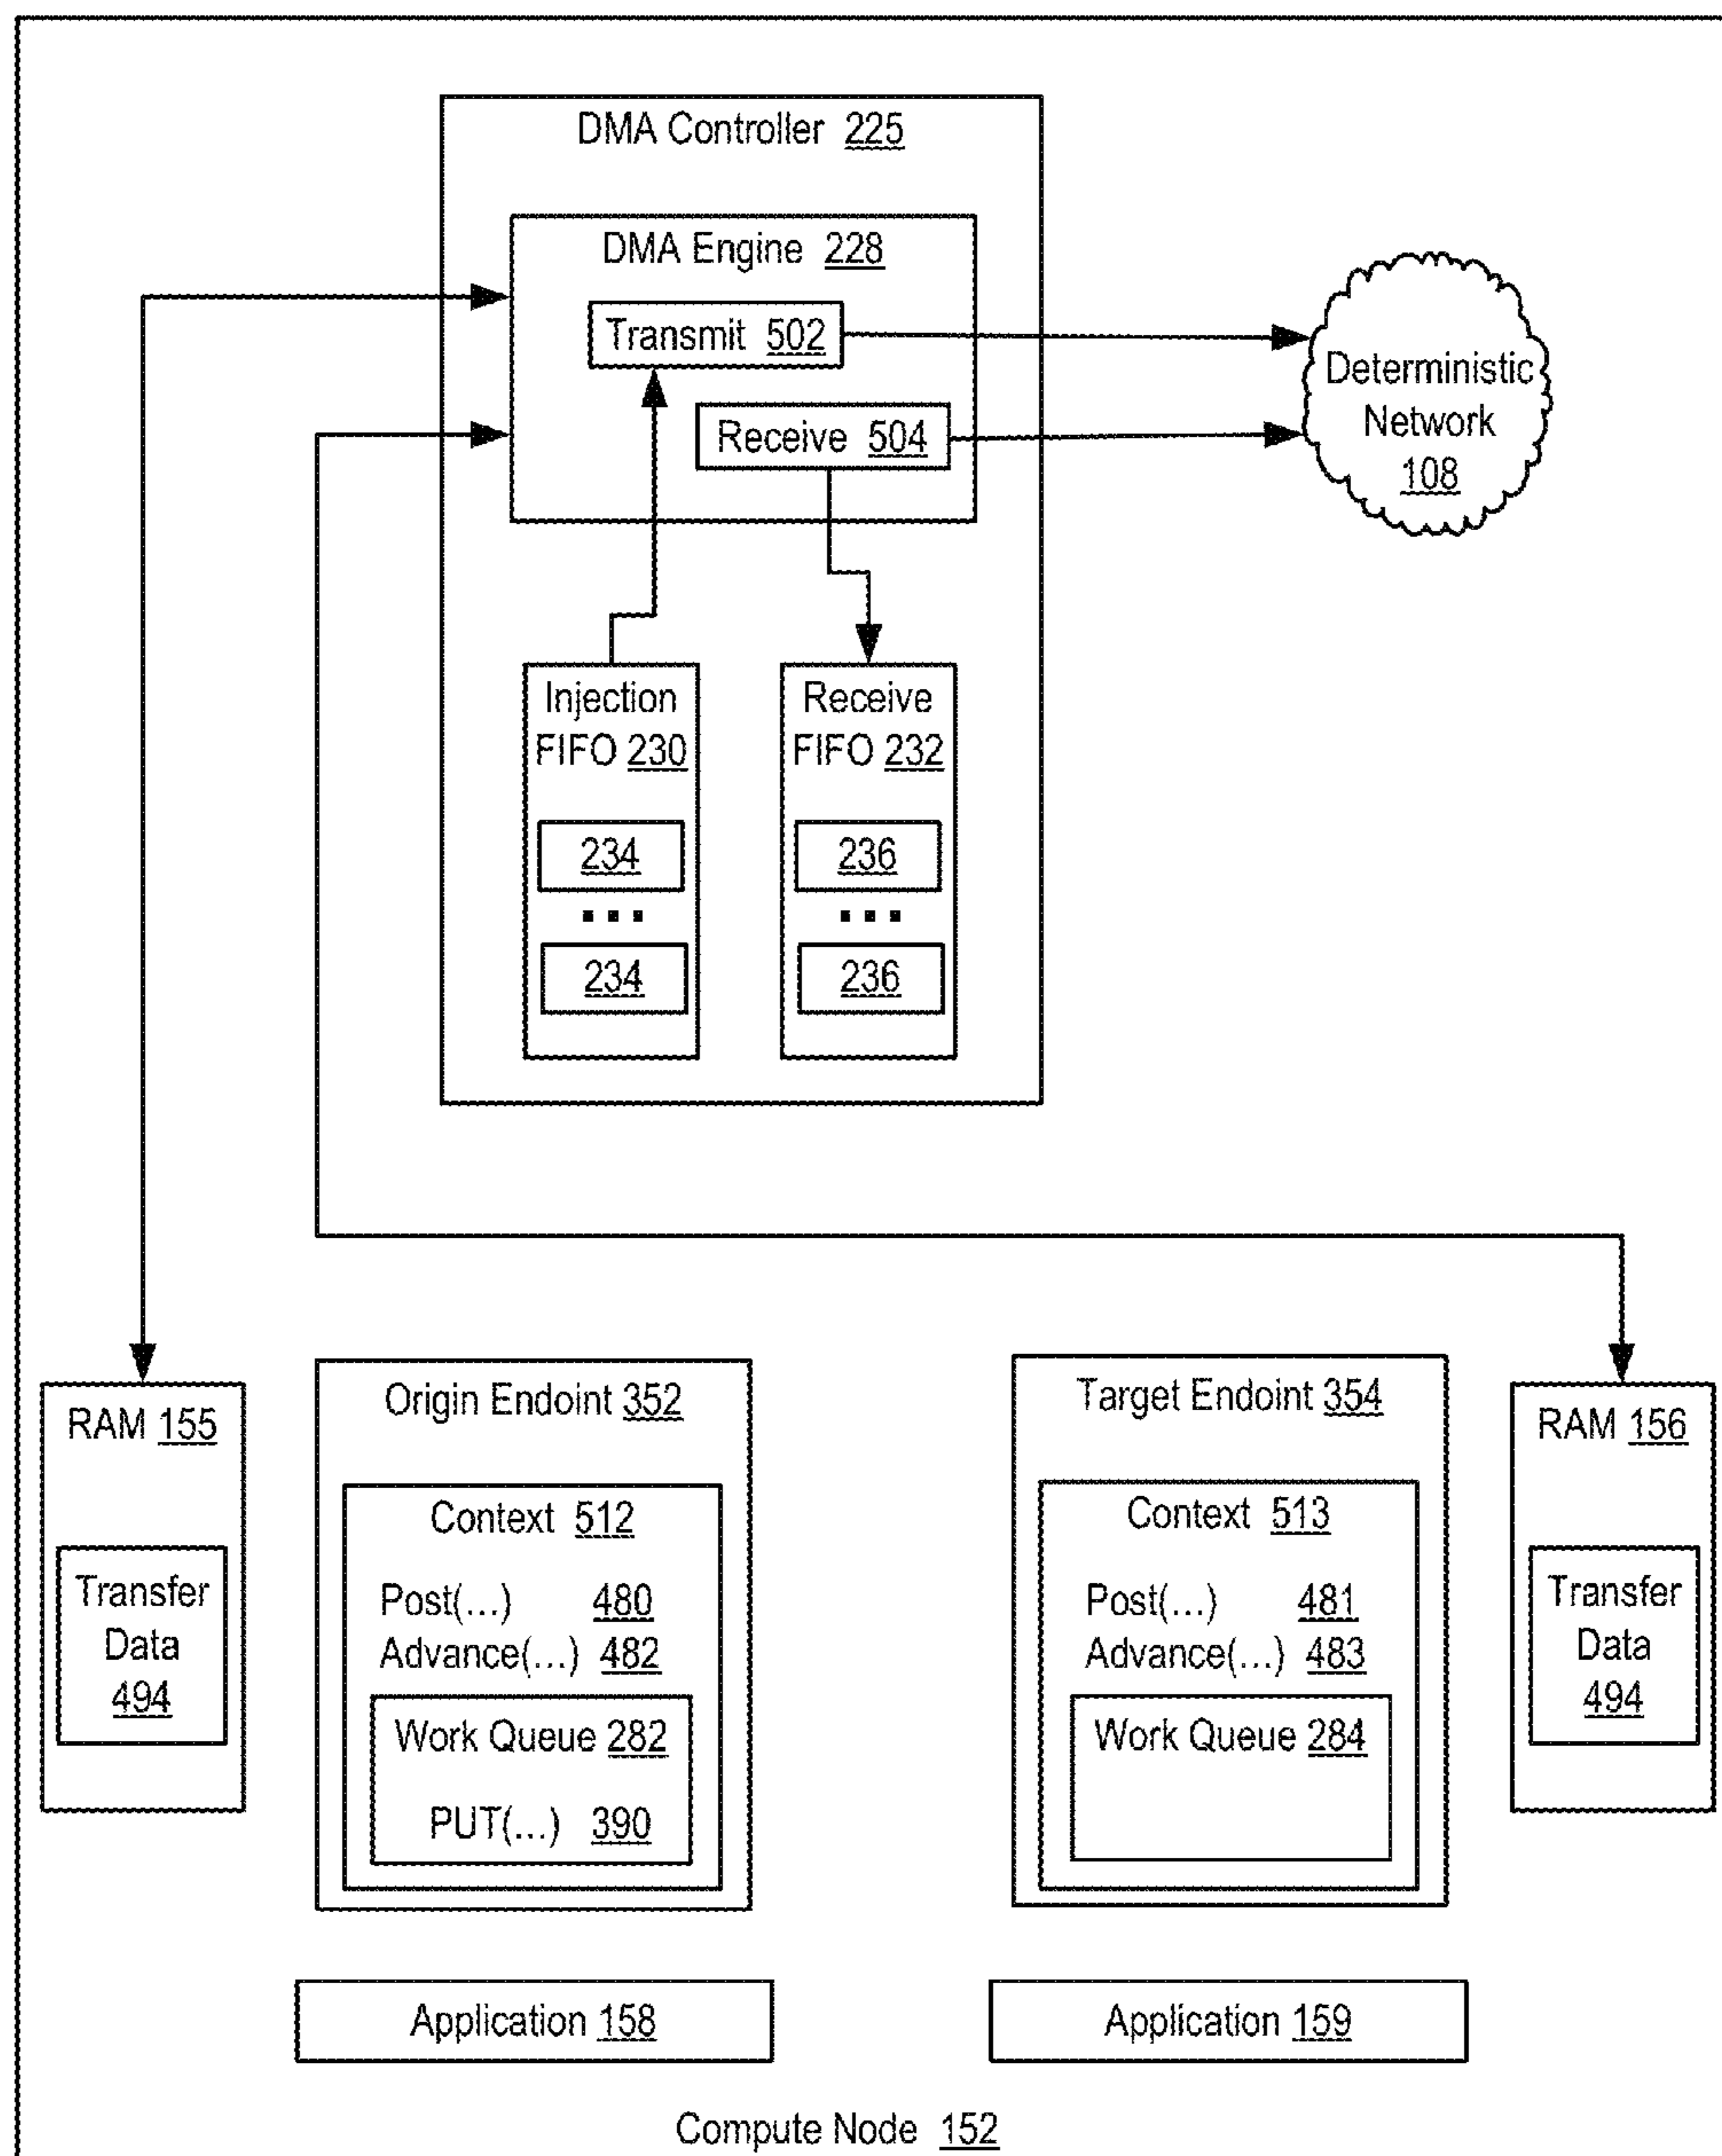 DMA Controller 225
DMA Engine 228
Transmit 502
Receive 504
Deterministic
Network
108
Injection
FIFO 230
234
...
234
Receive
FIFO 232
236
...
236
RAM 155
Transfer
Data
494
Origin Endoint 352
Context 512
Post(...) 480
Advance(...) 482
Work Queue 282
PUT(...) 390
Target Endoint 354
Context 513
Post(...) 481
Advance(...) 483
Work Queue 284
RAM 156
Transfer
Data
494
Application 158
Application 159
Compute Node 152